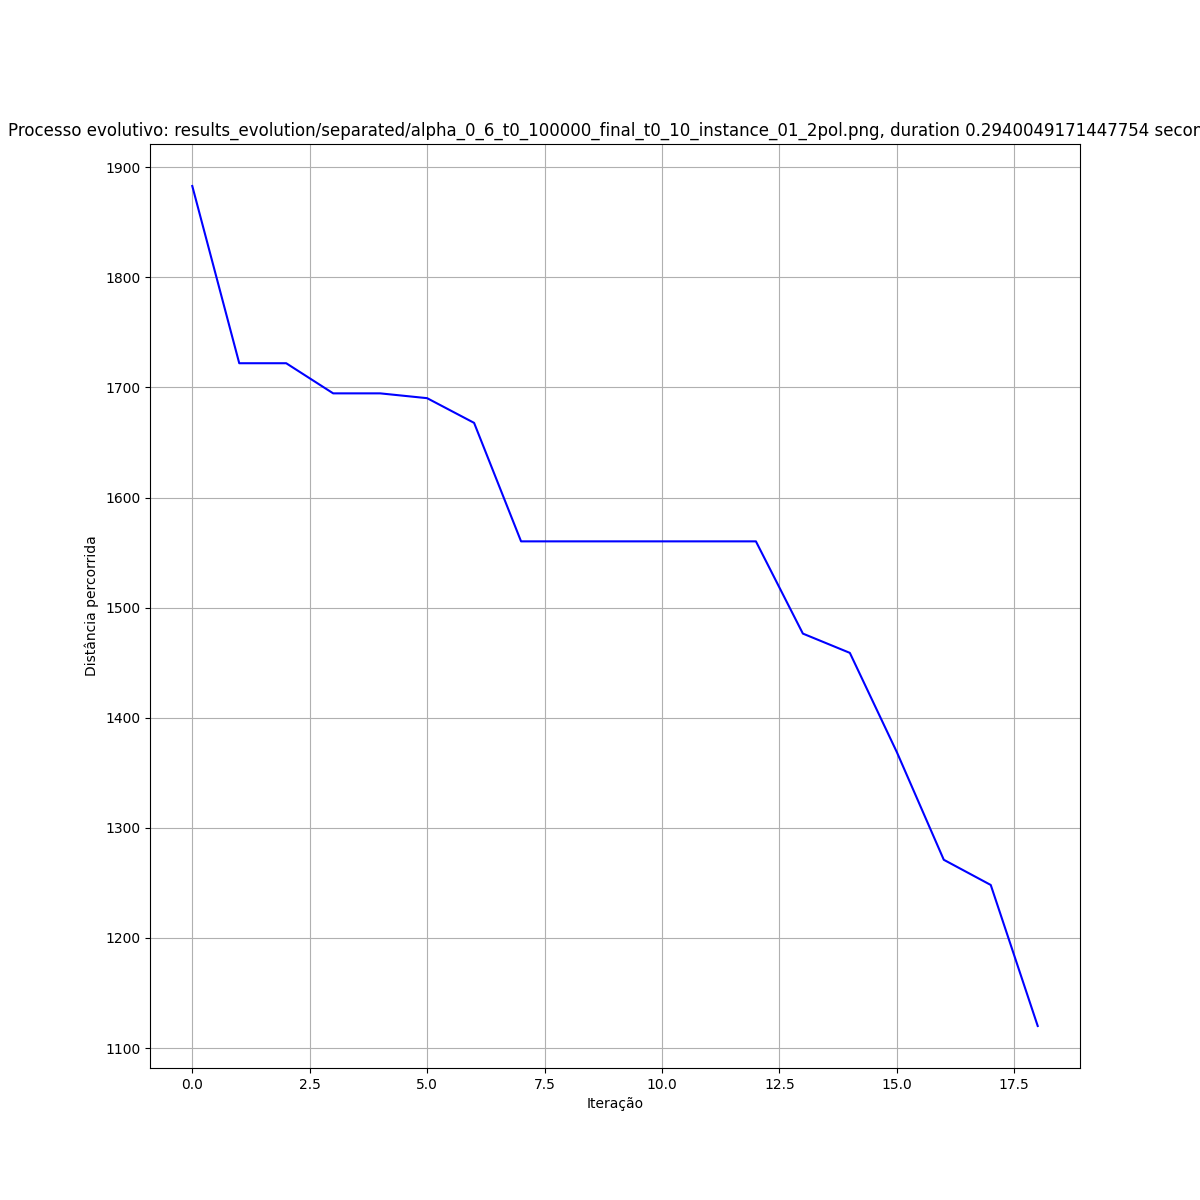 Processo evolutivo: results_evolution/separated/alpha_0_6_t0_100000_final_t0_10_instance_01_2pol.png, duration 0.2940049171447754 secon
1900
1800
1700
1600
1500
1400
1300
1200
1100
Distância percorrida
0.0 2.5 5.0 7.5 10.0 12.5 15.0 17.5
Iteração